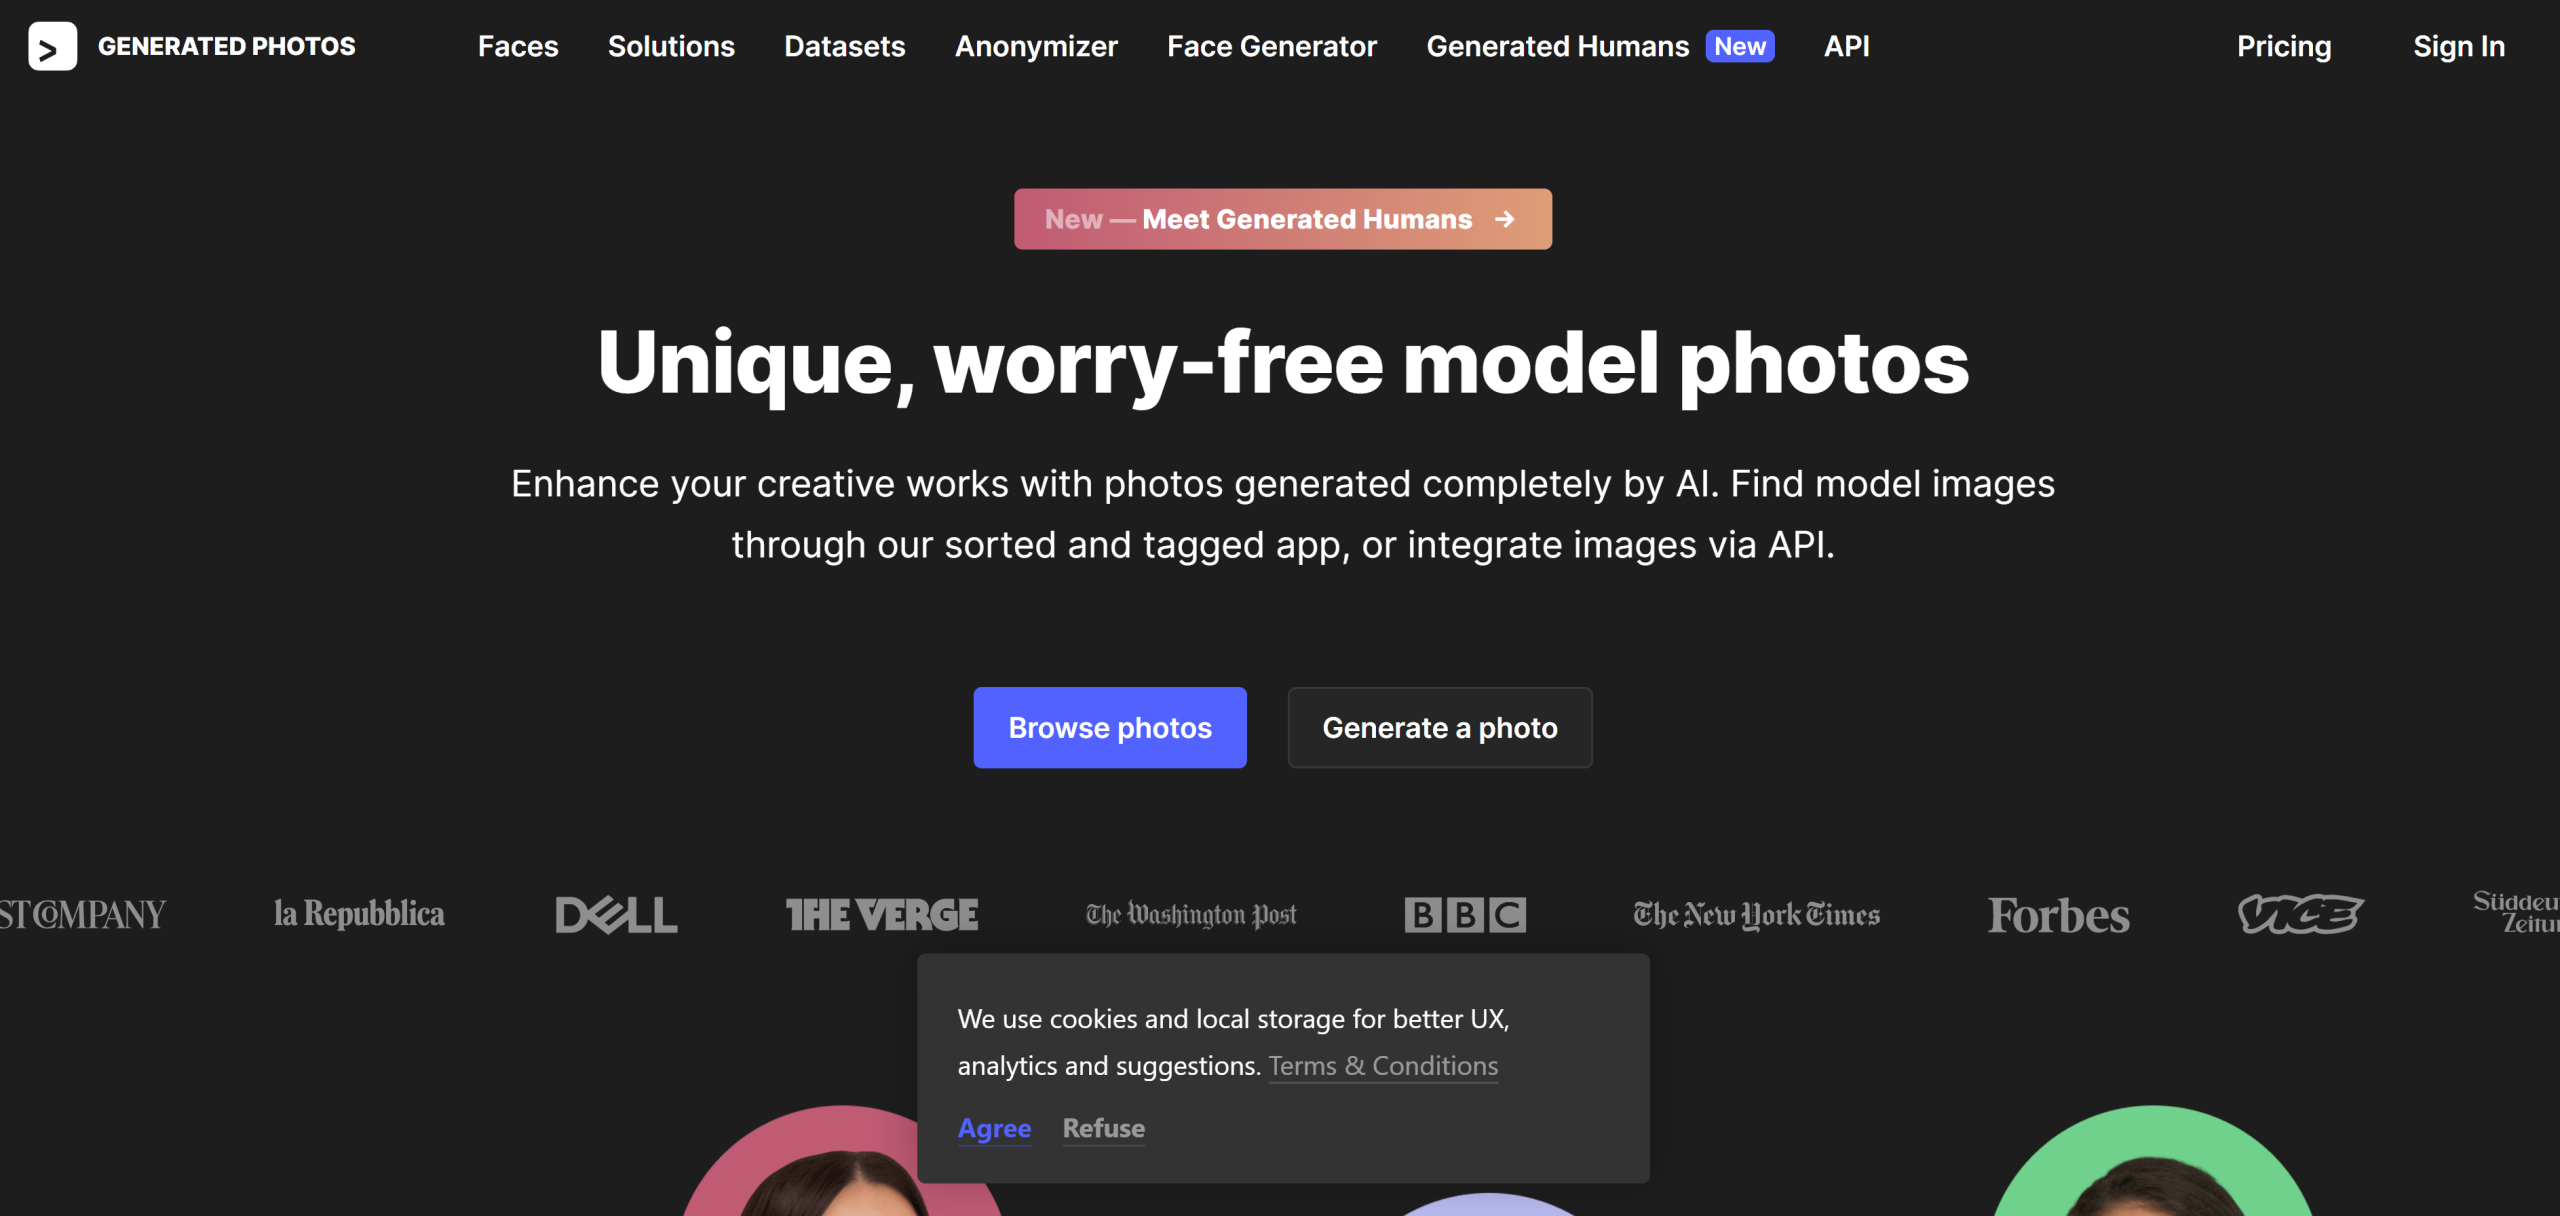 GENERATED PHOTOS
Faces
Solutions
Datasets
Anonymizer
Face Generator
Generated Humans New
API
Pricing
Sign In
New — Meet Generated Humans →
Unique, worry-free model photos
Enhance your creative works with photos generated completely by AI. Find model images
through our sorted and tagged app, or integrate images via API.
Browse photos
Generate a photo
ST COMPANY
la Repubblica
DELL
THE VERGE
The Washington Post
BBC
The New York Times
Forbes
VICE
We use cookies and local storage for better UX,
analytics and suggestions. Terms & Conditions
Agree
Refuse